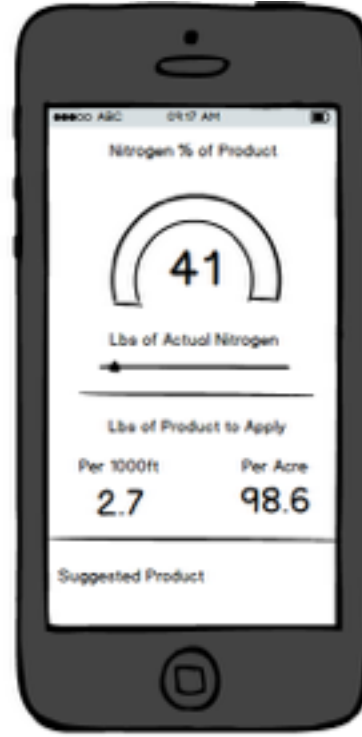 ABC 09:17 AM
Nitrogen % of Product
41
Lbs of Actual Nitrogen
Lbs of Product to Apply
Per 1000ft Per Acre
2.7 98.6
Suggested Product